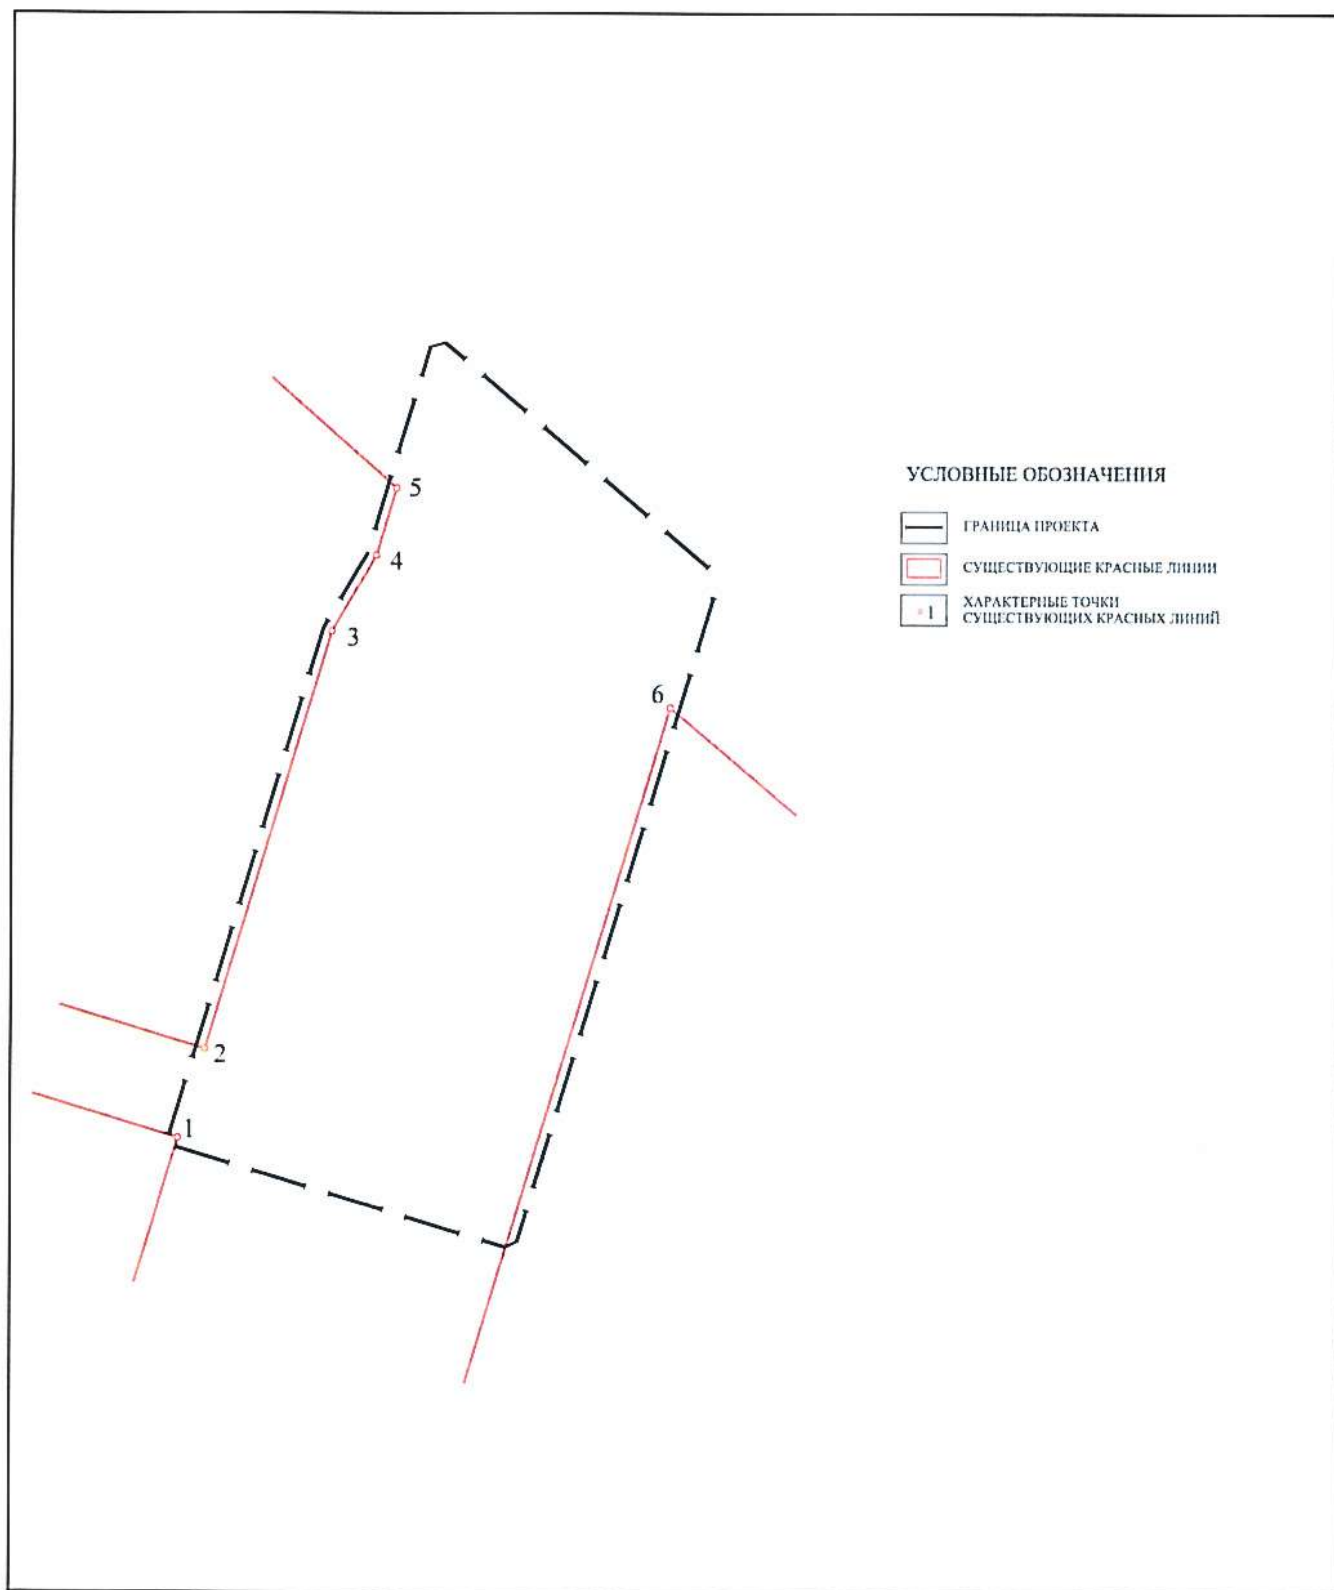 5
УСЛОВНЫЕ ОБОЗНАЧЕНИЯ
ГРАНИЦА ПРОЕКТА
4
СУЩЕСТВУЮЩИЕ КРАСНЫЕ ЛИНИИ
1
ХАРАКТЕРНЫЕ ТОЧКИ
СУЩЕСТВУЮЩИХ КРАСНЫХ ЛИНИЙ
3
6
2
1